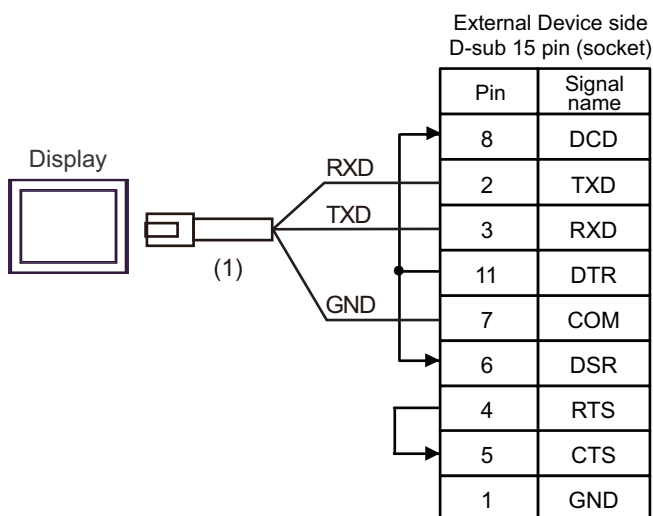 External Device side
D-sub 15 pin (socket)
Pin Signal name
8 DCD
Display
RXD
2 TXD
TXD
3 RXD
(1)
11 DTR
GND
7 COM
6 DSR
4 RTS
5 CTS
1 GND